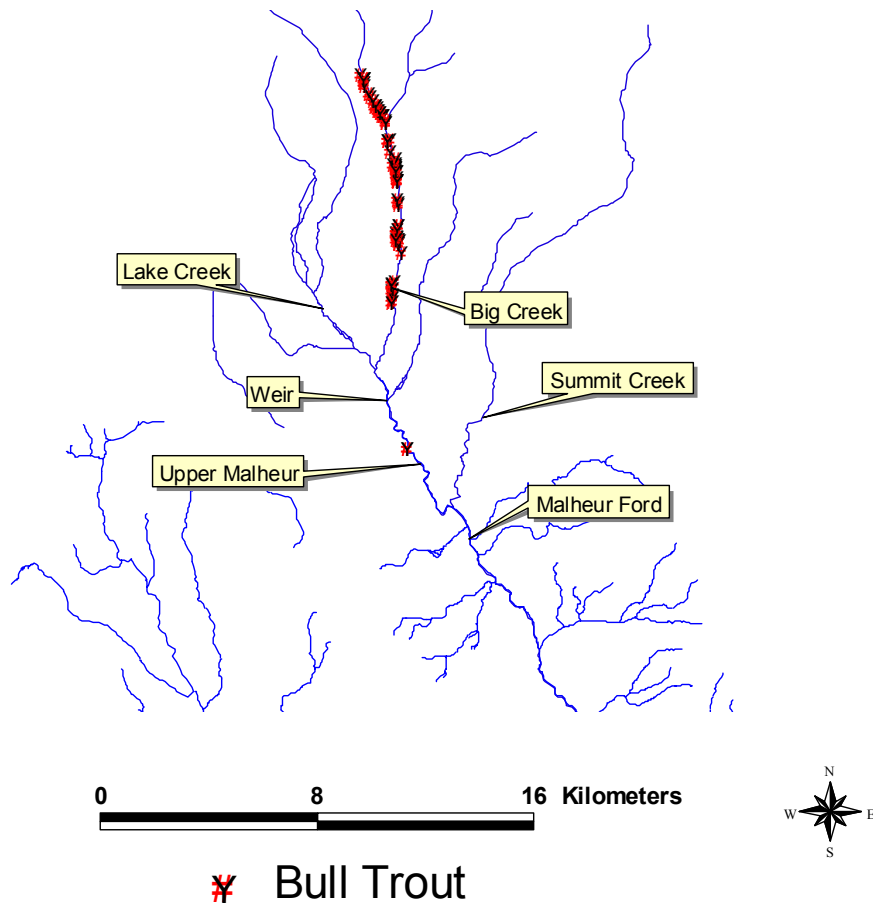 Lake Creek
Big Creek
Weir
Summit Creek
Upper Malheur
Malheur Ford
0 8 16 Kilometers
N
W E
S
Bull Trout